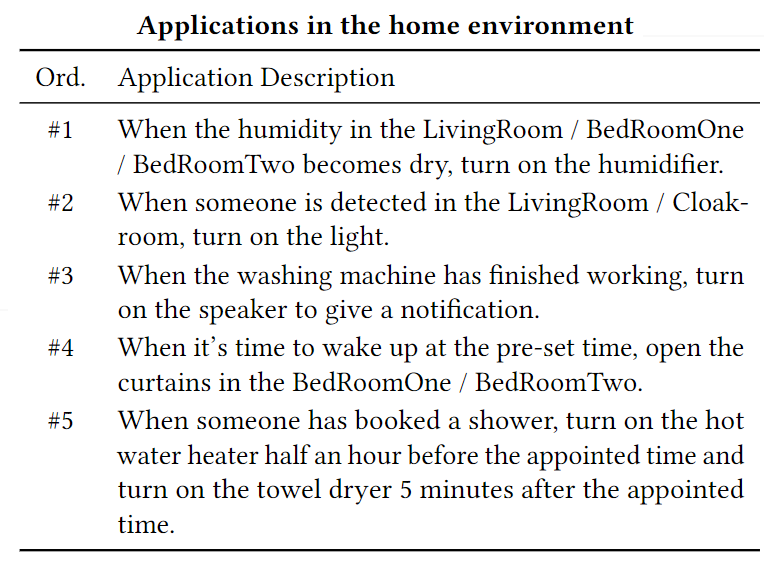 Applications in the home environment
Ord. Application Description
#1 When the humidity in the LivingRoom / BedRoomOne
/ BedRoomTwo becomes dry, turn on the humidifier.
#2 When someone is detected in the LivingRoom / Cloak-
room, turn on the light.
#3 When the washing machine has finished working, turn
on the speaker to give a notification.
#4 When it's time to wake up at the pre-set time, open the
curtains in the BedRoomOne / BedRoomTwo.
#5 When someone has booked a shower, turn on the hot
water heater half an hour before the appointed time and
turn on the towel dryer 5 minutes after the appointed
time.